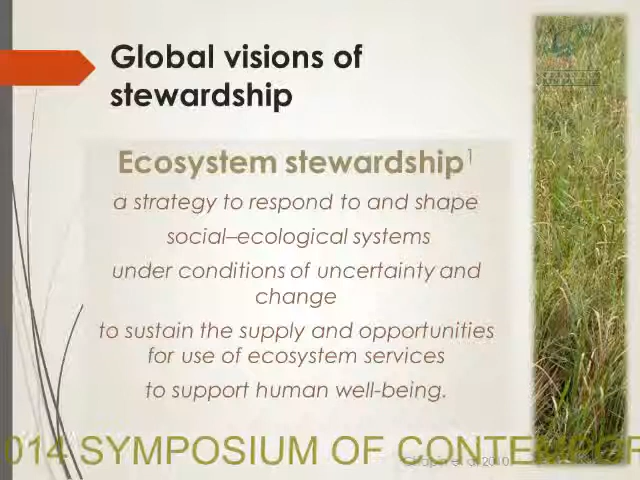 Global visions of
stewardship
Ecosystem stewardship¹
a strategy to respond to and shape
social–ecological systems
under conditions of uncertainty and
change
to sustain the supply and opportunities
for use of ecosystem services
to support human well-being.
014 SYMPOSIUM OF CONTEMPOR